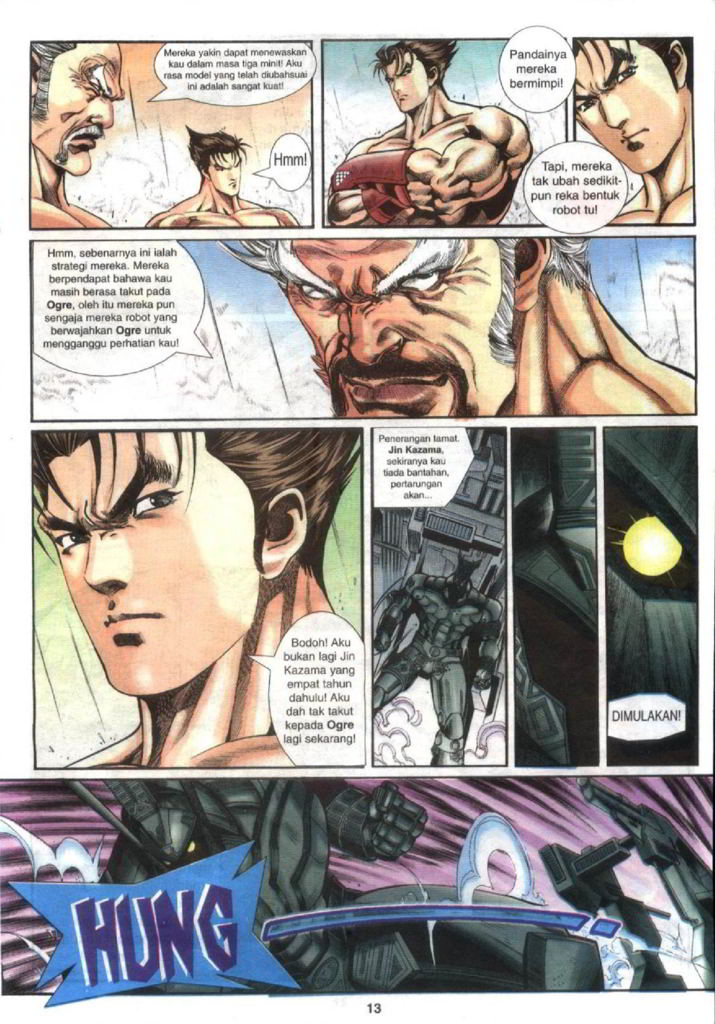 Mereka yakin dapat menewaskan
kau dalam masa tiga minit! Aku
rasa model yang telah diubahsuai
ini adalah sangat kuat!
Hmm!
Pandainya
mereka
bermimpi!
Tapi, mereka
tak ubah sedikit-
pun reka bentuk
robot tu!
Hmm, sebenarnya ini ialah
strategi mereka. Mereka
berpendapat bahawa kau
masih berasa takut pada
Ogre, oleh itu mereka pun
sengaja mereka robot yang
berwajahkan Ogre untuk
mengganggu perhatian kau!
Bodoh! Aku
bukan lagi Jin
Kazama yang
empat tahun
dahulu! Aku
dah tak takut
kepada Ogre
lagi sekarang!
Penerangan tamat.
Jin Kazama,
sekiranya kau
tiada bantahan,
pertarungan
akan...
DIMULAKAN!
HUNG
13